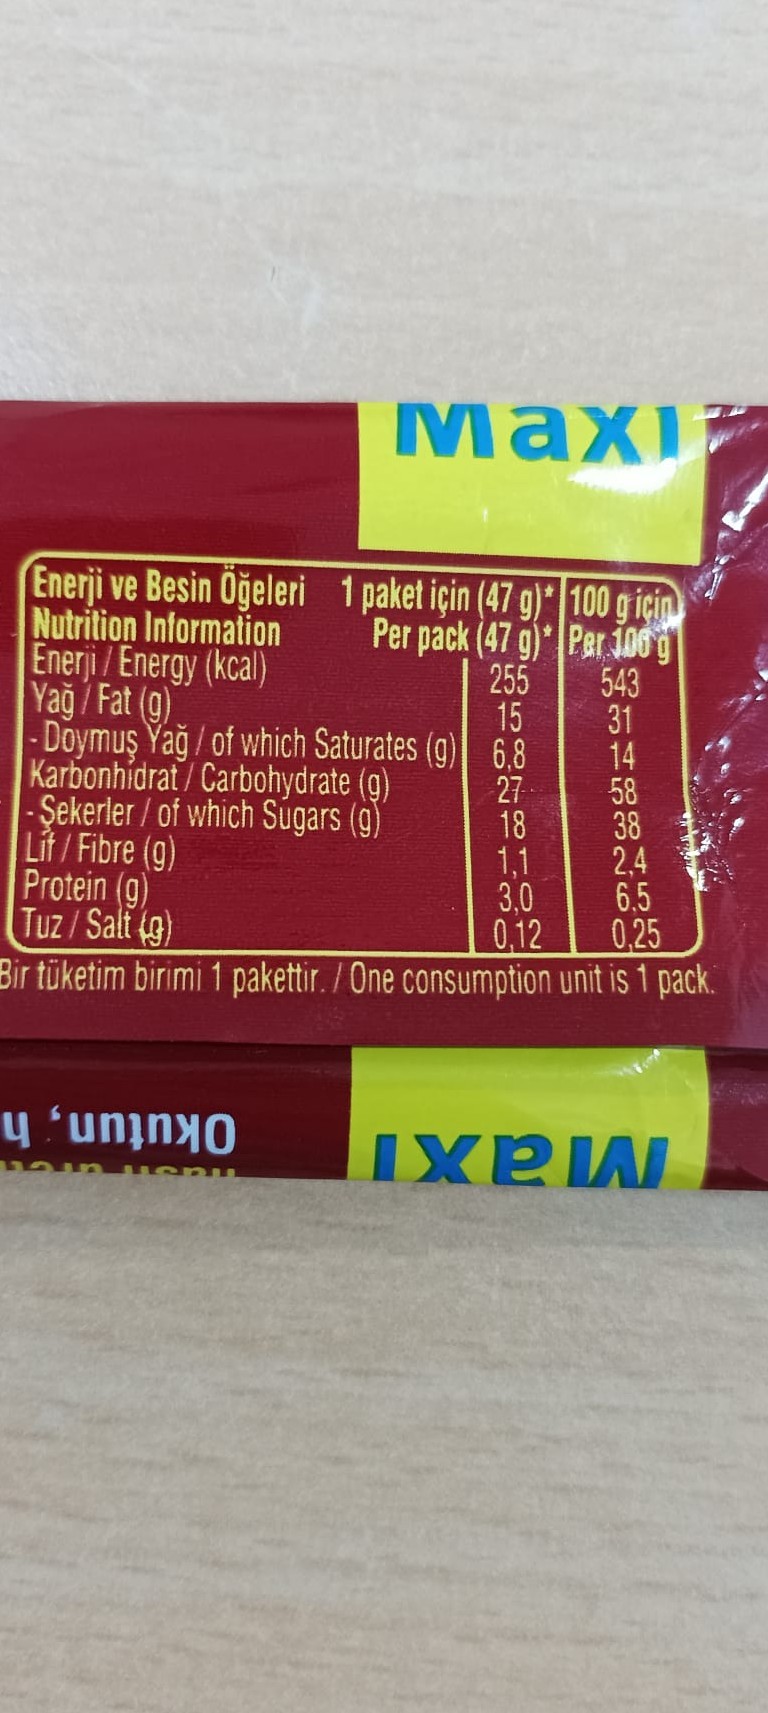 Maxi
Enerji ve Besin Öğeleri 1 paket için (47 g)* 100 g için
Nutrition Information Per pack (47 g)* Per 100 g
Enerji / Energy (kcal) 255 543
Yağ / Fat (g) 15 31
- Doymuş Yağ / of which Saturates (g) 6,8 14
Karbonhidrat / Carbohydrate (g) 27 58
- Şekerler / of which Sugars (g) 18 38
Lif / Fibre (g) 1,1 2,4
Protein (g) 3,0 6,5
Tuz / Salt (g) 0,12 0,25
Bir tüketim birimi 1 pakettir. / One consumption unit is 1 pack.
Maxi
Okutun, h